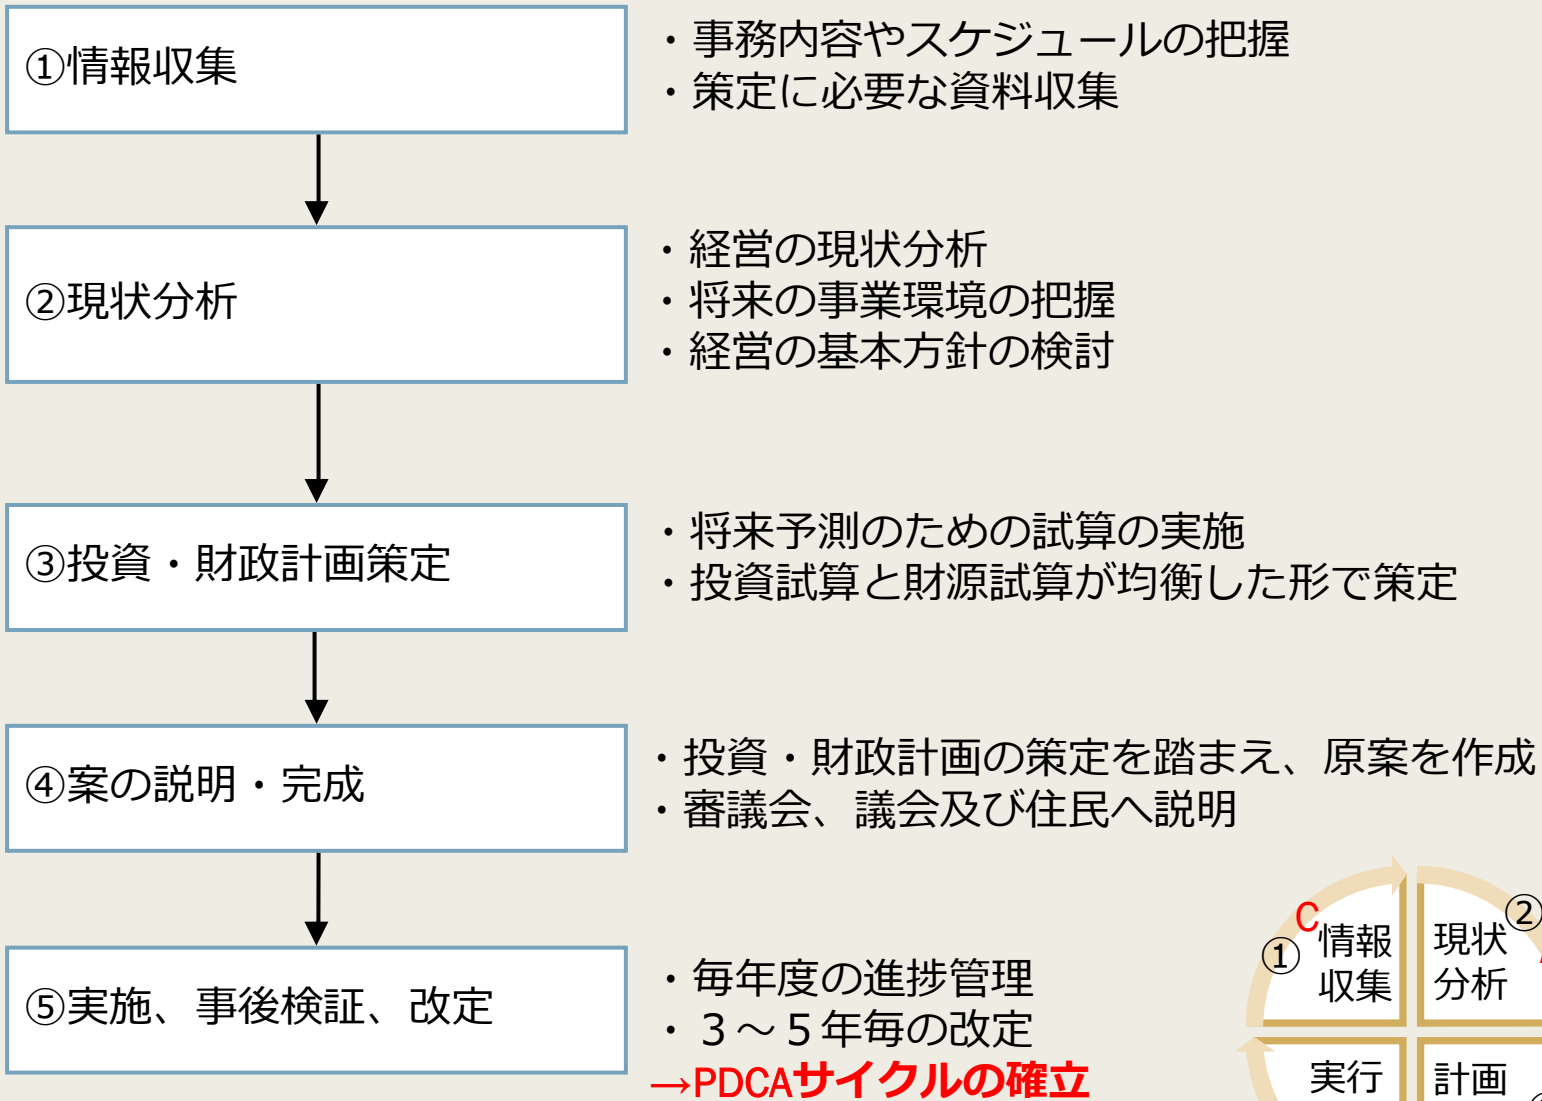 ①情報収集
・事務内容やスケジュールの把握
・策定に必要な資料収集
②現状分析
・経営の現状分析
・将来の事業環境の把握
・経営の基本方針の検討
③投資・財政計画策定
・将来予測のための試算の実施
・投資試算と財源試算が均衡した形で策定
④案の説明・完成
・投資・財政計画の策定を踏まえ、原案を作成
・審議会、議会及び住民へ説明
⑤実施、事後検証、改定
・毎年度の進捗管理
・３～５年毎の改定
→PDCAサイクルの確立
C
①
情報
収集
②
現状
分析
実行
計画